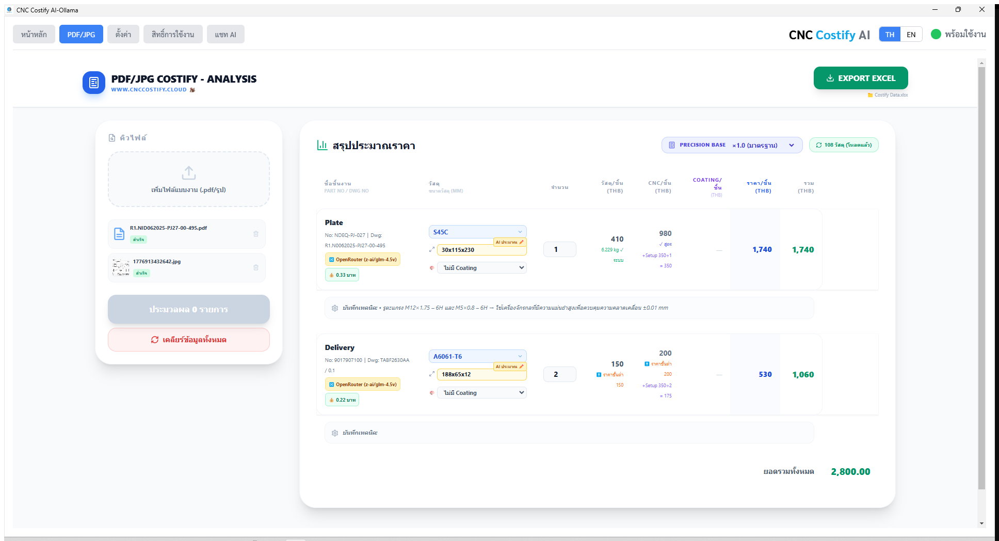 CNC Costify AI-Ollama
หน้าหลัก
PDF/JPG
ตั้งค่า
สิทธิ์การใช้งาน
แชท AI
CNC Costify AI
TH
EN
พร้อมใช้งาน
PDF/JPG COSTIFY - ANALYSIS
WWW.CNCCOSTIFY.CLOUD
EXPORT EXCEL
Costify Data.xlsx
คิวไฟล์
เพิ่มไฟล์แบบงาน (.pdf/รูป)
R1.NID062025-PJ27-00-495.pdf
สำเร็จ
1776913432642.jpg
สำเร็จ
ประมวลผล 0 รายการ
เคลียร์ข้อมูลทั้งหมด
สรุปประมาณราคา
PRECISION BASE ×1.0 (มาตรฐาน)
108 วัสดุ (โหลดแล้ว)
ชื่อชิ้นงาน
PART NO / DWG NO
วัสดุ
ขนาดวัสดุ (MM)
จำนวน
วัสดุ/ชิ้น
(THB)
CNC/ชิ้น
(THB)
COATING/
ชิ้น
(THB)
ราคา/ชิ้น
(THB)
รวม
(THB)
Plate
No: NDEQ-PJ-027 | Dwg:
R1.N0062025-PJ27-00-495
OpenRouter (z-ai/glm-4.5v)
0.33 บาท
S45C
AI ประมาณ
30x115x230
ไม่มี Coating
1
410
6.229 kg ✓
ระบบ
980
✓ สูตร
+Setup 350÷1
= 350
—
1,740
1,740
บันทึกเทคนิค: • รูตะแกรง M12×1.75 – 6H และ M5×0.8 – 6H → ใช้เครื่องจักรกลที่มีความแม่นยำสูงเพื่อควบคุมความคลาดเคลื่อน ±0.01 mm
Delivery
No: 9017907100 | Dwg: TABF2630AA
/ 0.1
OpenRouter (z-ai/glm-4.5v)
0.22 บาท
A6061-T6
AI ประมาณ
188x65x12
ไม่มี Coating
2
150
ราคาขั้นต่ำ
150
200
ราคาขั้นต่ำ
200
+Setup 350÷2
= 175
—
530
1,060
บันทึกเทคนิค:
ยอดรวมทั้งหมด
2,800.00